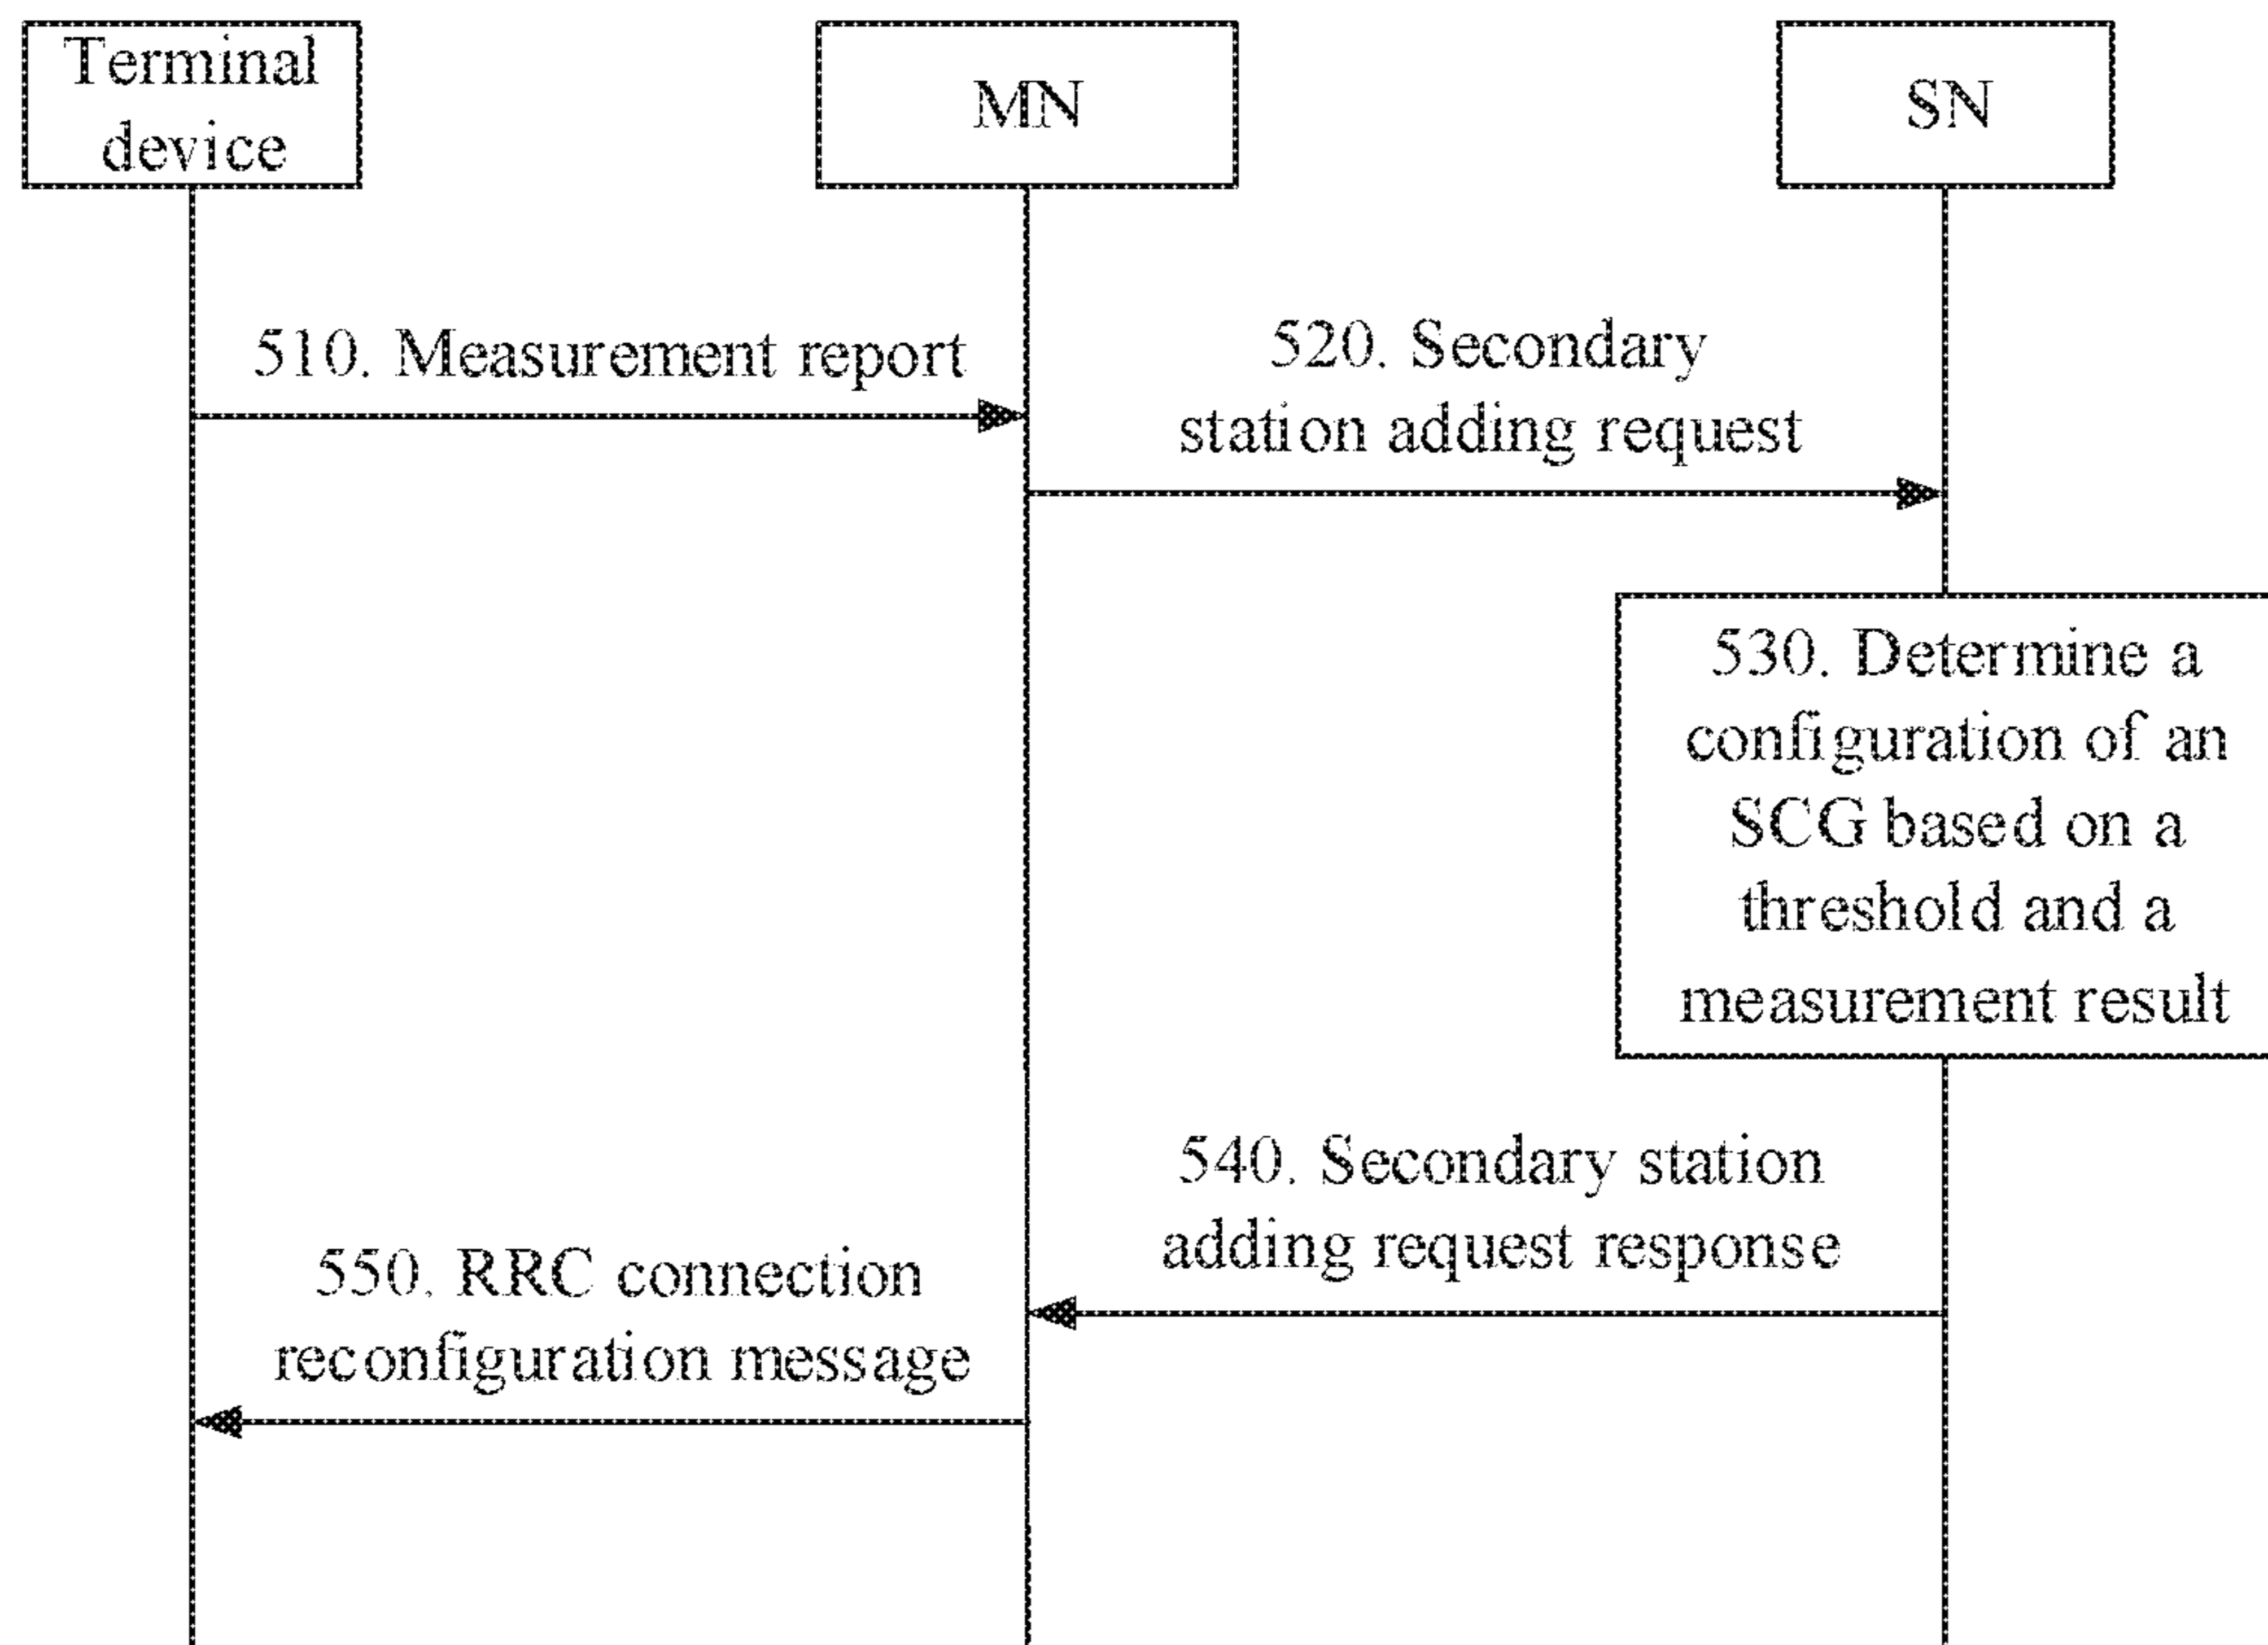 Terminal
device
MN
SN
510. Measurement report
520. Secondary
station adding request
530. Determine a
configuration of an
SCG based on a
threshold and a
measurement result
540. Secondary station
adding request response
550. RRC connection
reconfiguration message